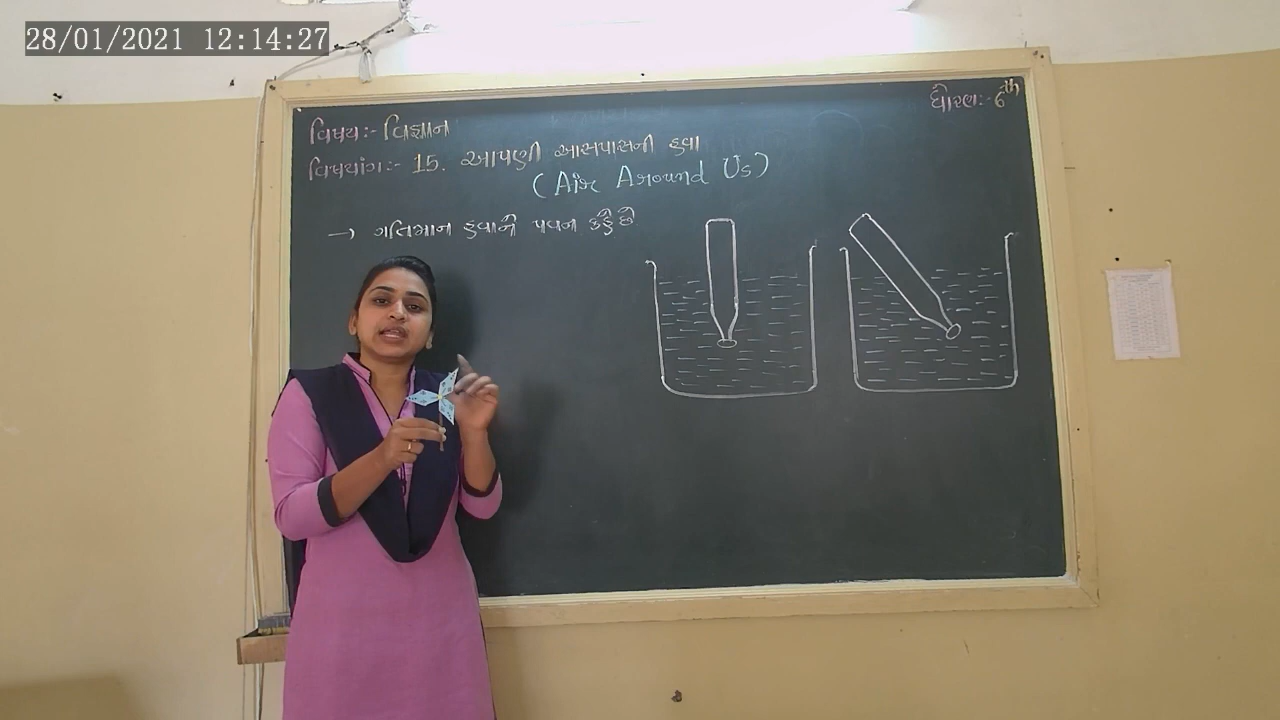 28/01/2021 12:14:27
ધોરણ:- 6th
વિષય:- વિજ્ઞાન
વિષયાંગ:- 15. આપણી આસપાસની હવા
(Air Around Us)
→ ગતિમાન હવાને પવન કહે છે